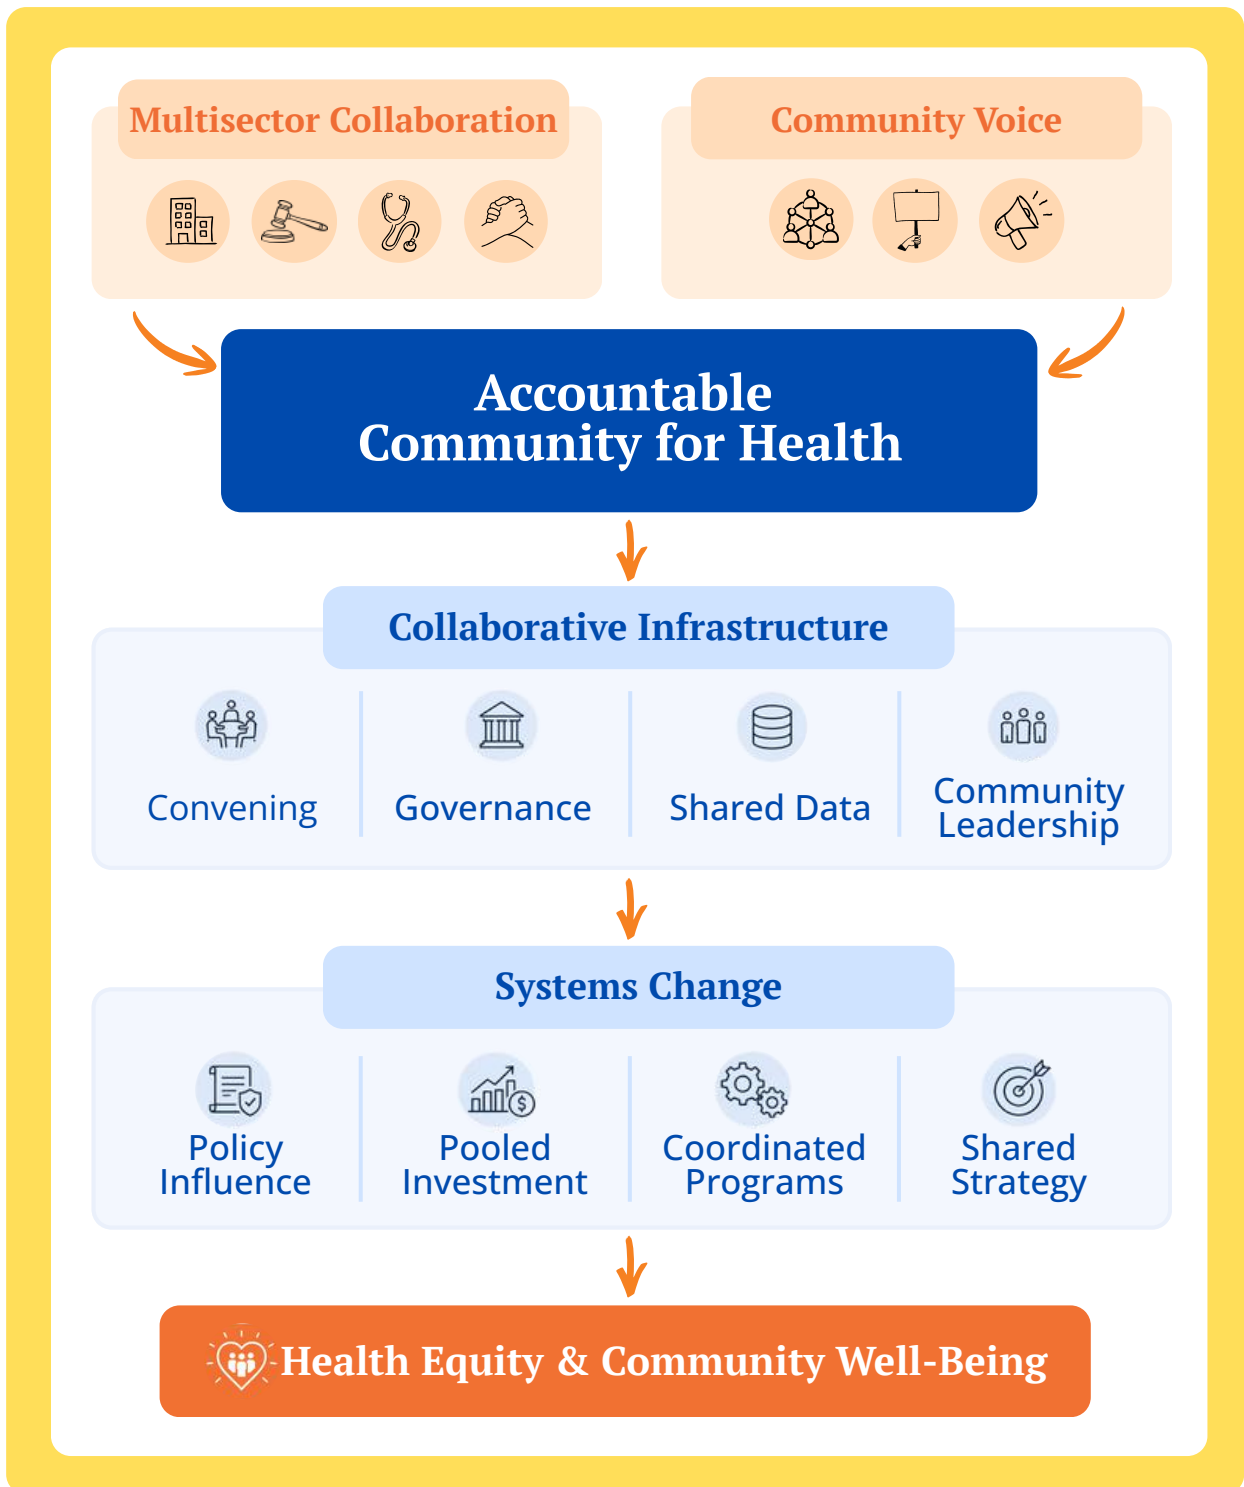 Multisector Collaboration
Community Voice
Accountable
Community for Health
Collaborative Infrastructure
Convening
Governance
Shared Data
Community
Leadership
Systems Change
Policy
Influence
Pooled
Investment
Coordinated
Programs
Shared
Strategy
Health Equity & Community Well-Being